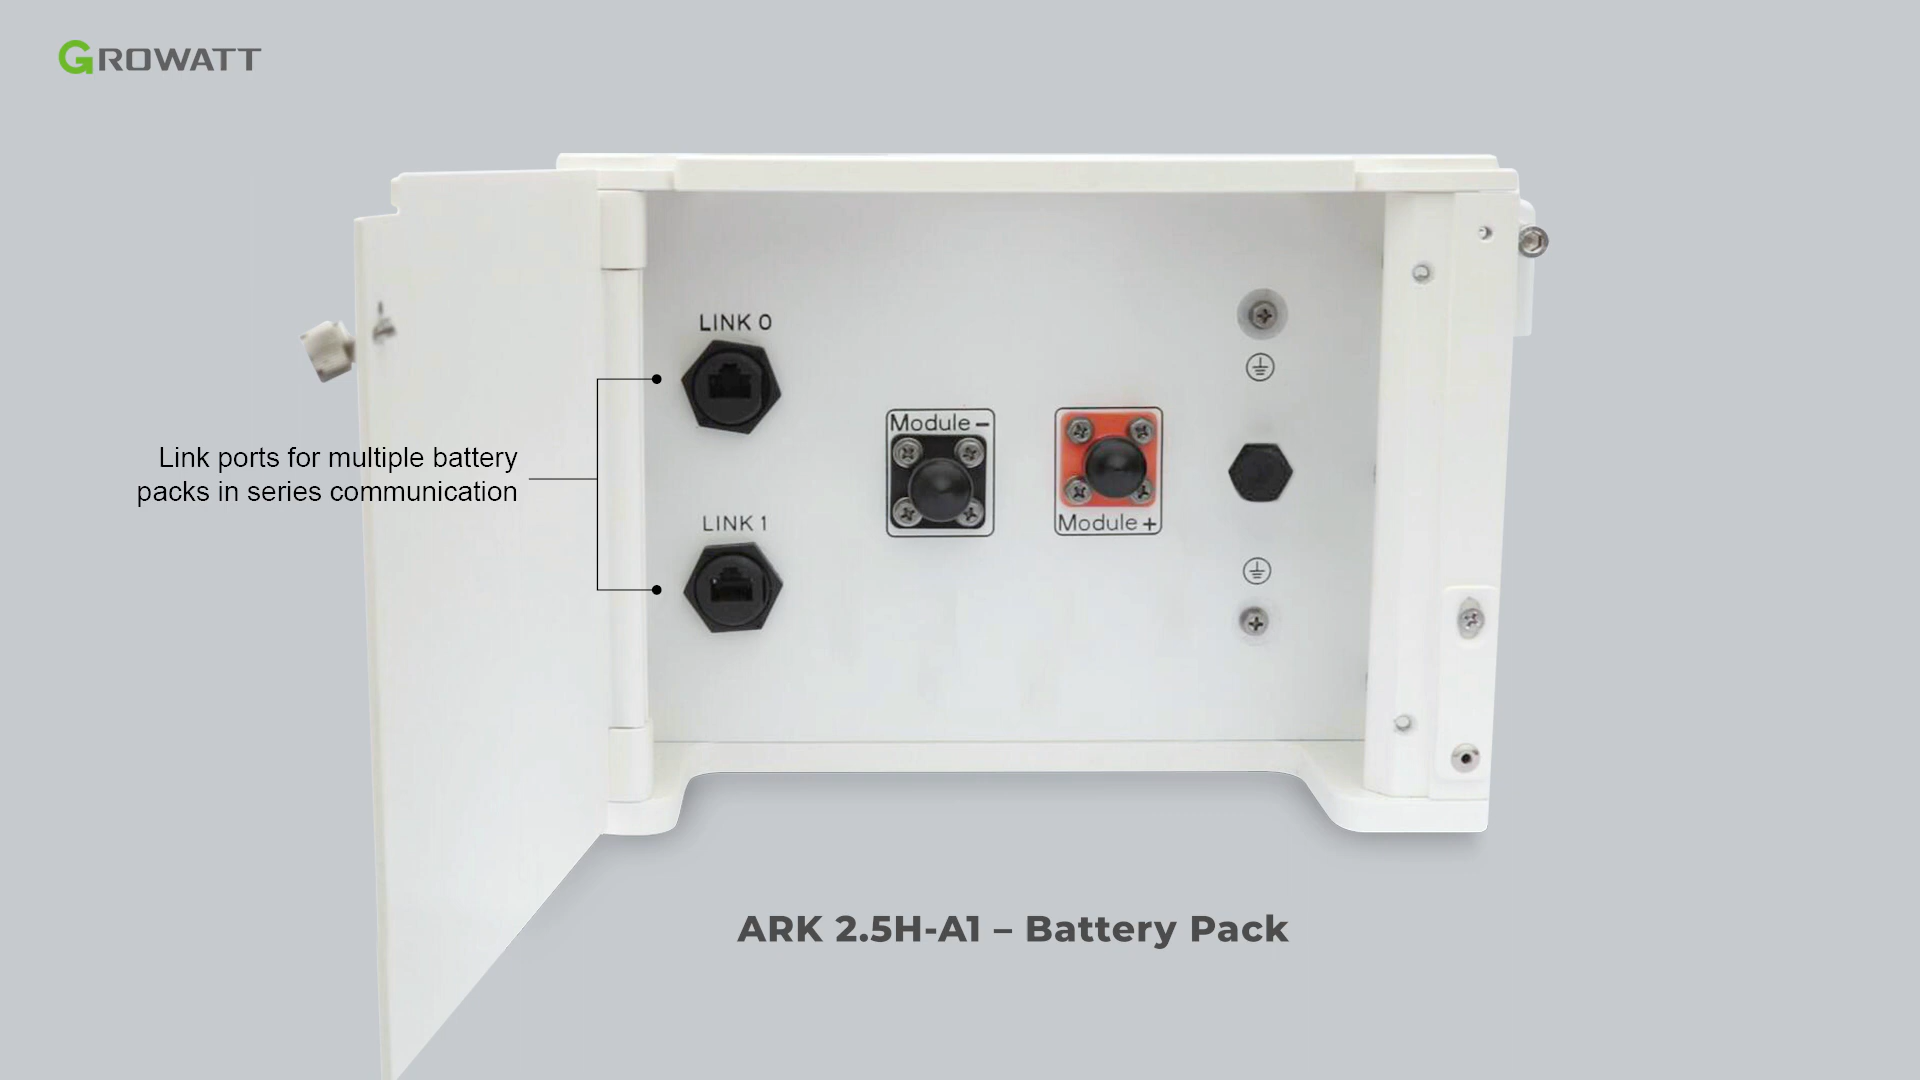 GROWATT
LINK 0
Module -
Link ports for multiple battery
packs in series communication
LINK 1
Module +
ARK 2.5H-A1 – Battery Pack